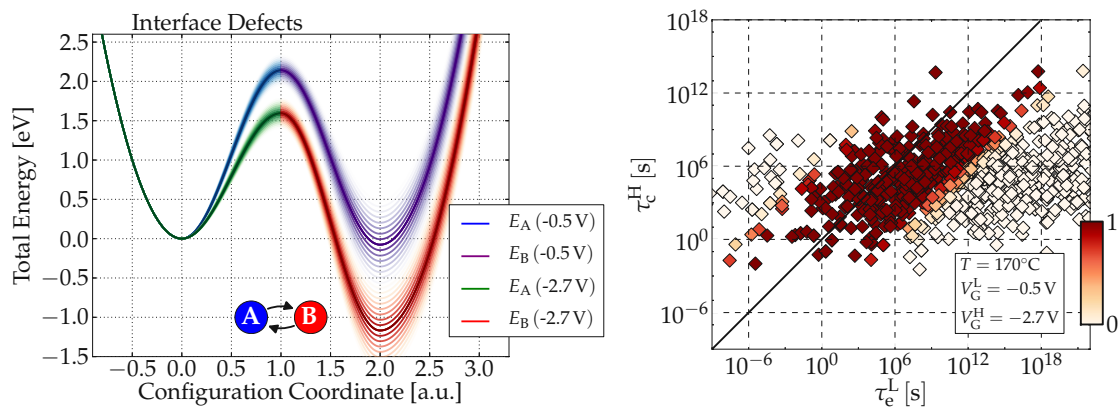 Interface Defects
Total Energy [eV]
2.5
2.0
1.5
1.0
0.5
0.0
−0.5
−1.0
−1.5
−0.5 0.0 0.5 1.0 1.5 2.0 2.5 3.0
Configuration Coordinate [a.u.]
A B
E_A (-0.5 V)
E_B (-0.5 V)
E_A (-2.7 V)
E_B (-2.7 V)
τ_c^H [s]
10^18
10^12
10^6
10^0
10^−6
10^−6 10^0 10^6 10^12 10^18
τ_e^L [s]
T = 170°C
V_G^L = −0.5 V
V_G^H = −2.7 V
1
0